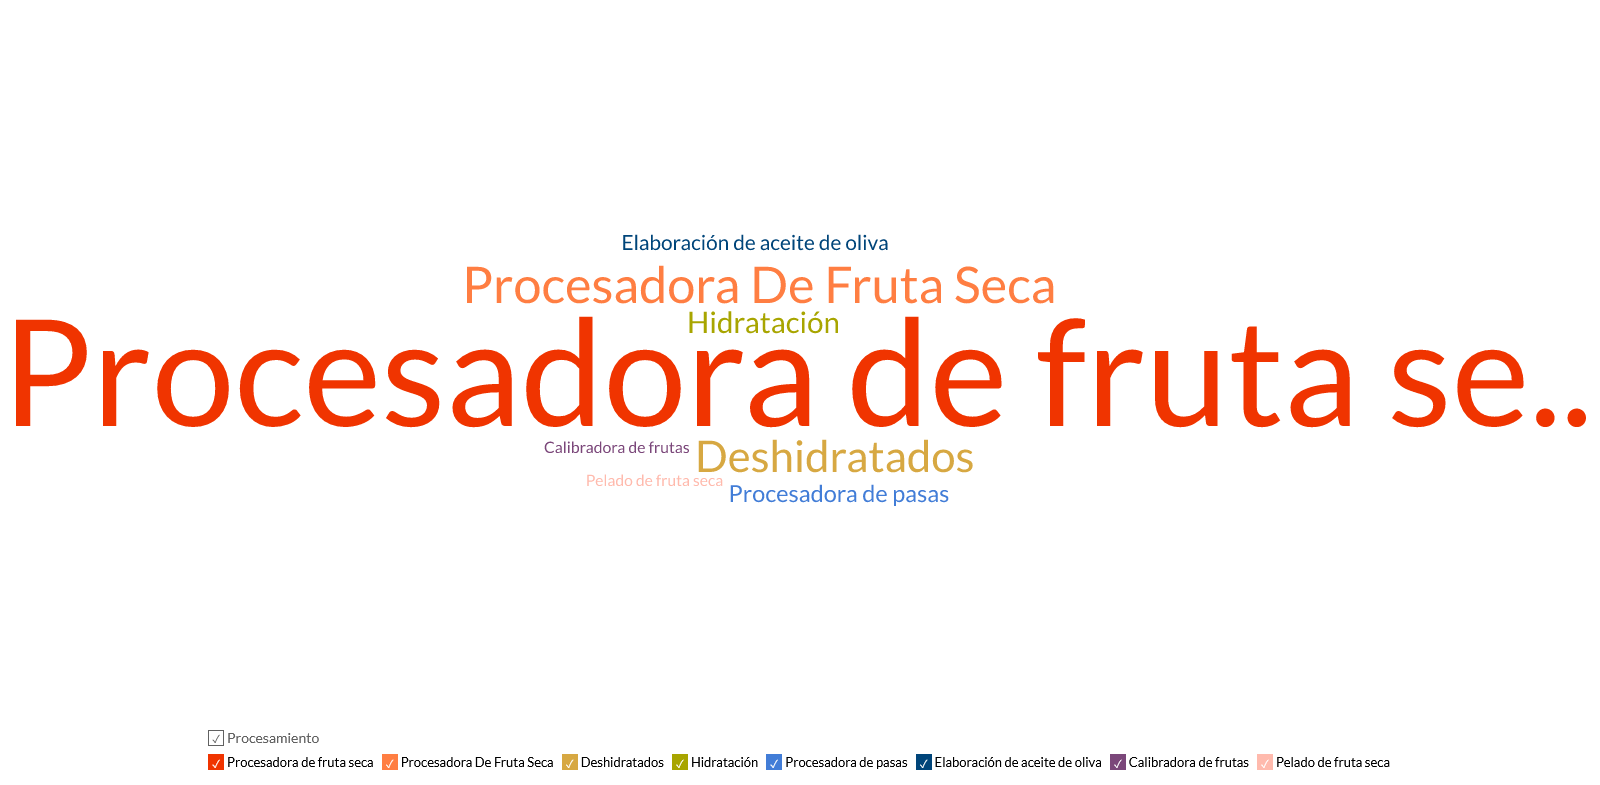 Elaboración de aceite de oliva
Procesadora De Fruta Seca
Hidratación
Procesadora de fruta se..
Calibradora de frutas
Deshidratados
Pelado de fruta seca
Procesadora de pasas
Procesamiento
Procesadora de fruta seca Procesadora De Fruta Seca Deshidratados Hidratación Procesadora de pasas Elaboración de aceite de oliva Calibradora de frutas Pelado de fruta seca